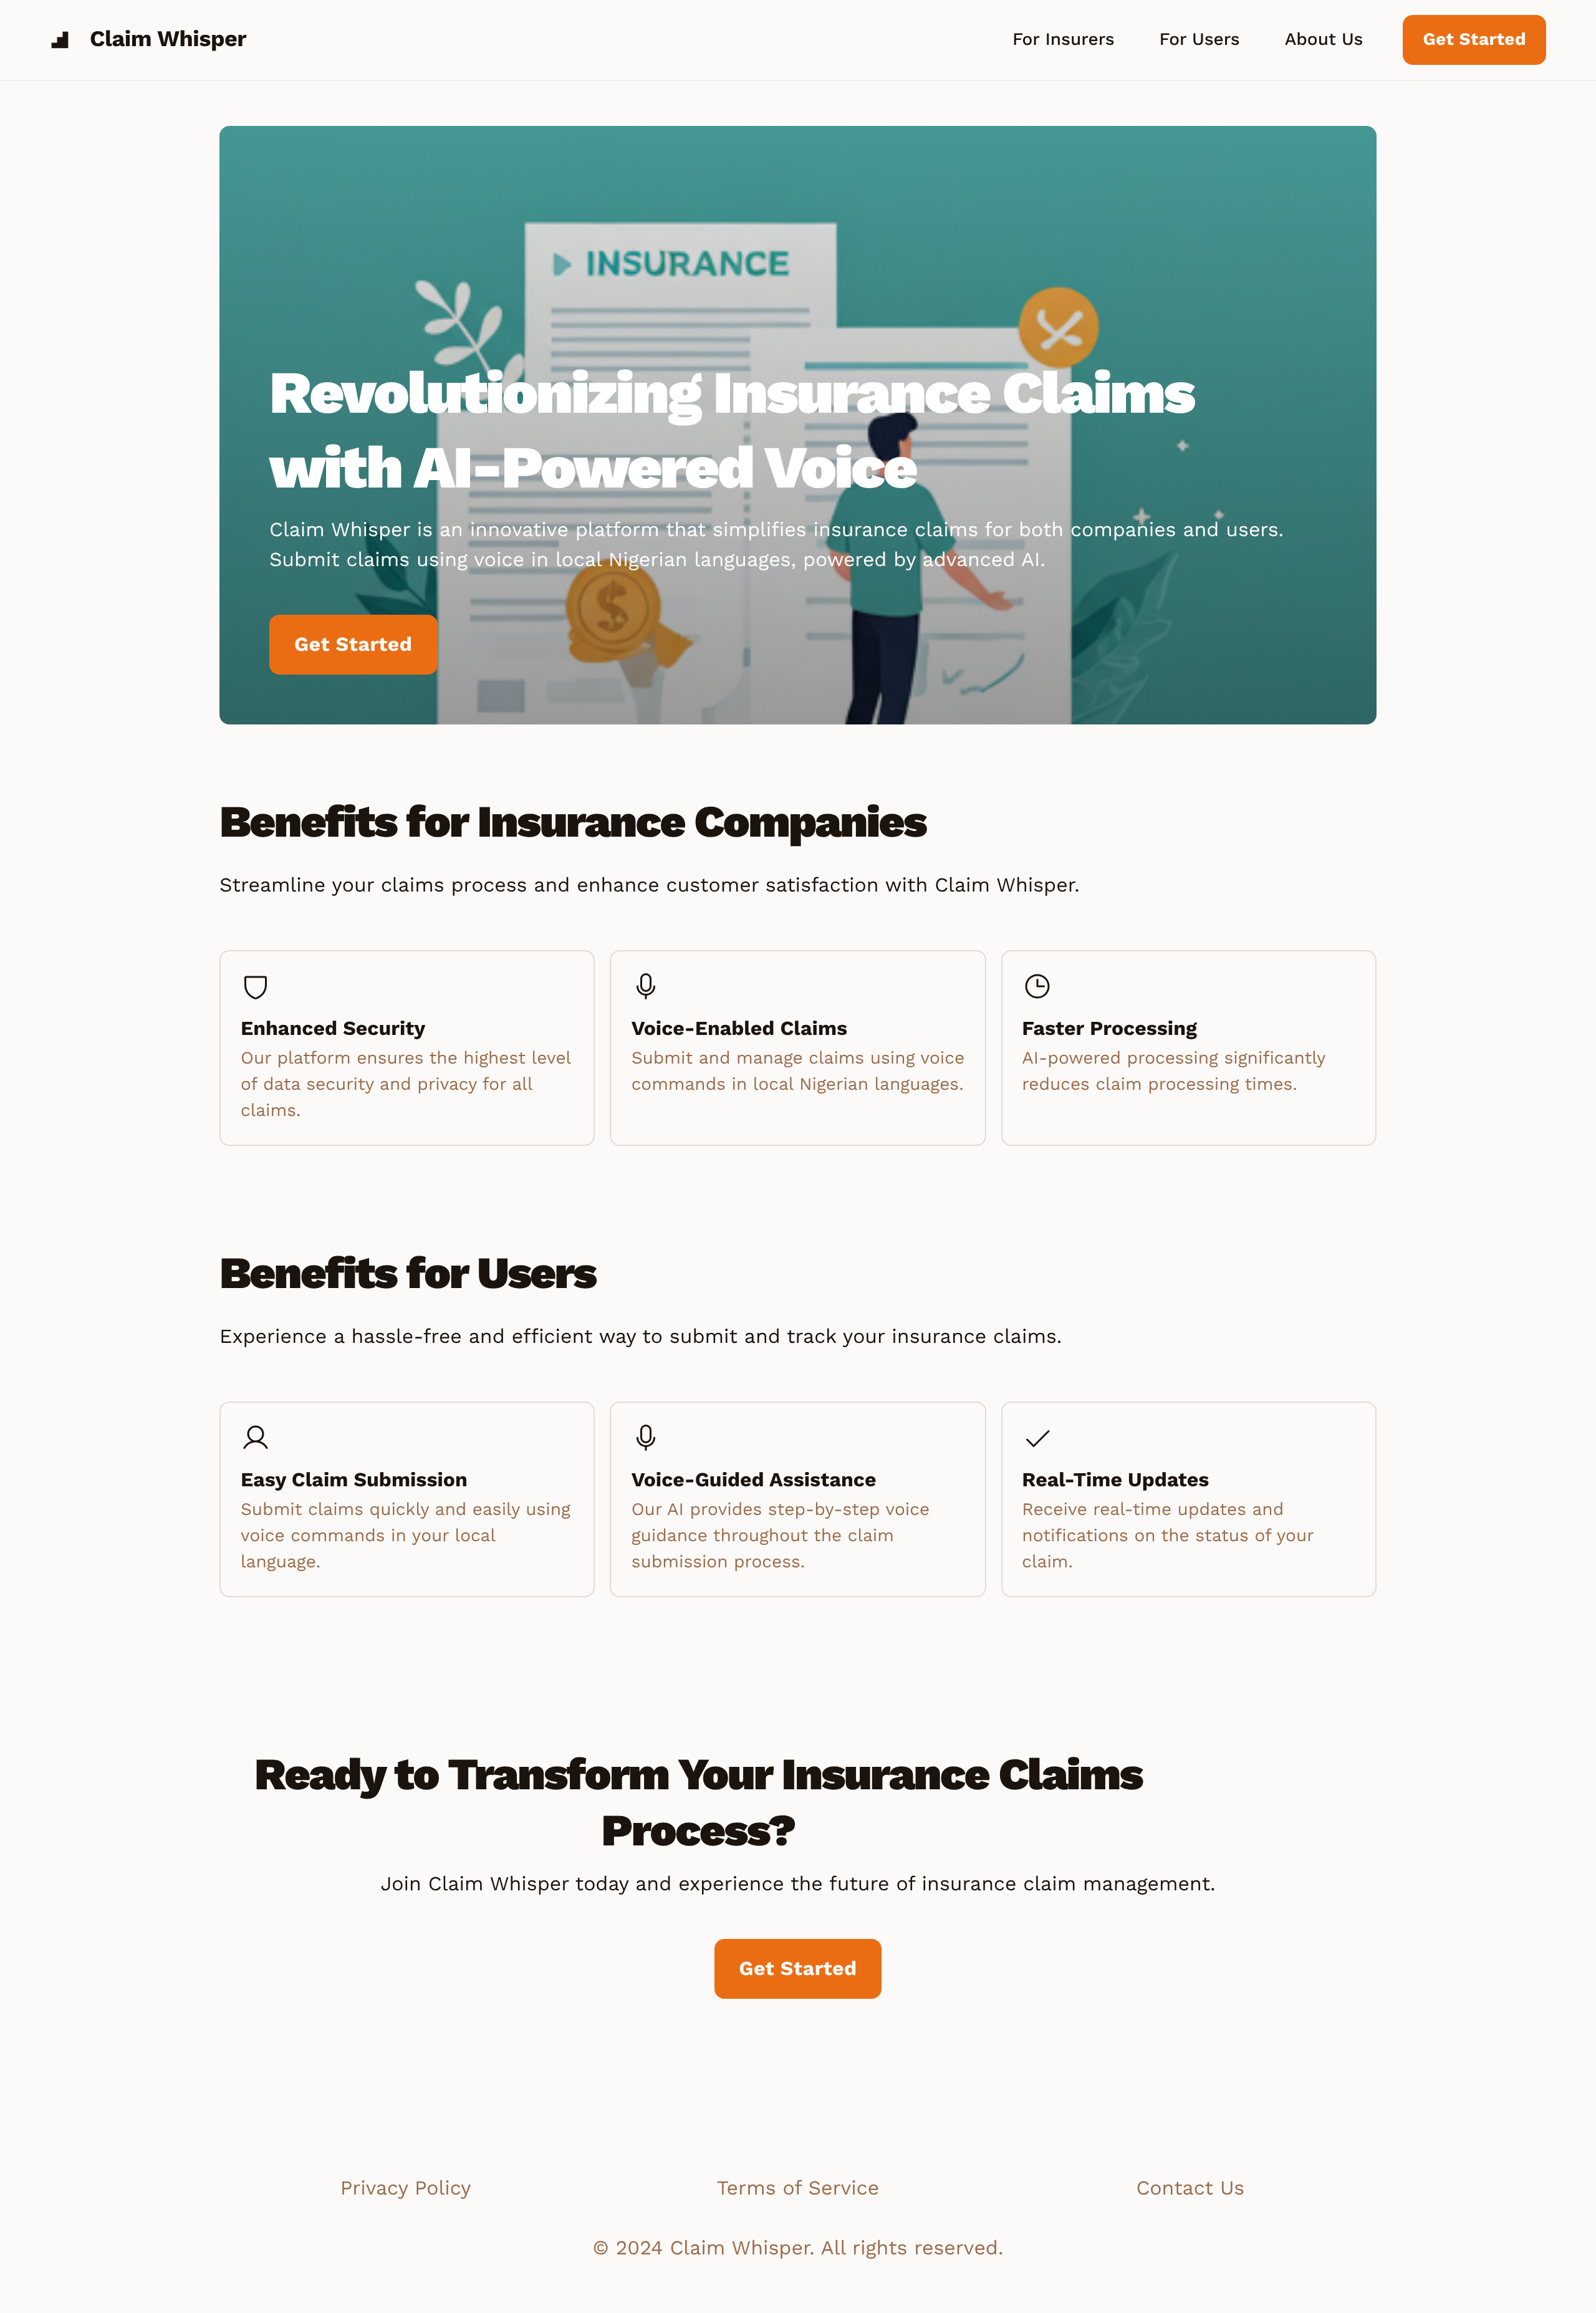 Claim Whisper
For Insurers
For Users
About Us
Get Started
INSURANCE
Revolutionizing Insurance Claims
with AI-Powered Voice
Claim Whisper is an innovative platform that simplifies insurance claims for both companies and users.
Submit claims using voice in local Nigerian languages, powered by advanced AI.
$
Get Started
Benefits for Insurance Companies
Streamline your claims process and enhance customer satisfaction with Claim Whisper.
Enhanced Security
Our platform ensures the highest level
of data security and privacy for all
claims.
Voice-Enabled Claims
Submit and manage claims using voice
commands in local Nigerian languages.
Faster Processing
AI-powered processing significantly
reduces claim processing times.
Benefits for Users
Experience a hassle-free and efficient way to submit and track your insurance claims.
Easy Claim Submission
Submit claims quickly and easily using
voice commands in your local
language.
Voice-Guided Assistance
Our AI provides step-by-step voice
guidance throughout the claim
submission process.
Real-Time Updates
Receive real-time updates and
notifications on the status of your
claim.
Ready to Transform Your Insurance Claims
Process?
Join Claim Whisper today and experience the future of insurance claim management.
Get Started
Privacy Policy
Terms of Service
Contact Us
© 2024 Claim Whisper. All rights reserved.